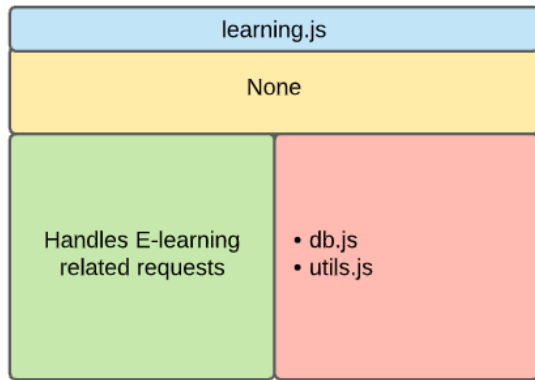 learning.js
None
Handles E-learning
related requests
• db.js
• utils.js